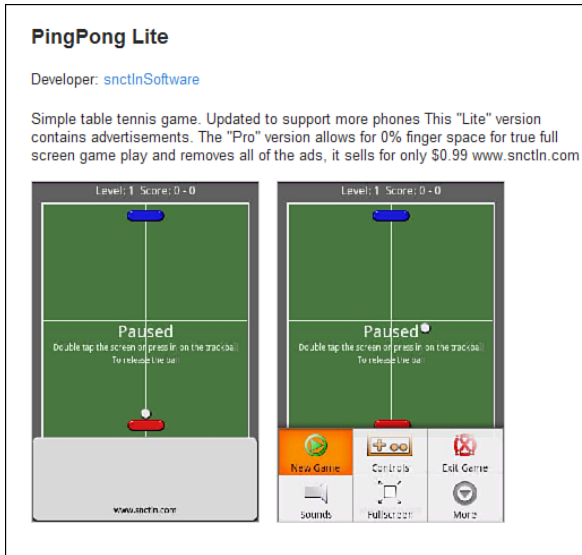 PingPong Lite
Developer: snctlnSoftware
Simple table tennis game. Updated to support more phones This "Lite" version
contains advertisements. The "Pro" version allows for 0% finger space for true full
screen game play and removes all of the ads, it sells for only $0.99 www.snctln.com
Level: 1 Score: 0 - 0
Paused
Double tap the screen or press in on the trackball
To release the ball
www.snctln.com
Level: 1 Score: 0 - 0
Paused
Double tap the screen or press in on the trackball
To release the ball
New Game Controls Exit Game
Sounds Fullscreen More